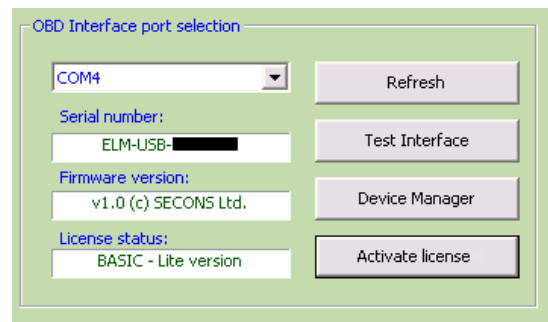 OBD Interface port selection
COM4
Refresh
Serial number:
ELM-USB-
Test Interface
Firmware version:
v1.0 (c) SECONS Ltd.
Device Manager
License status:
BASIC - Lite version
Activate license